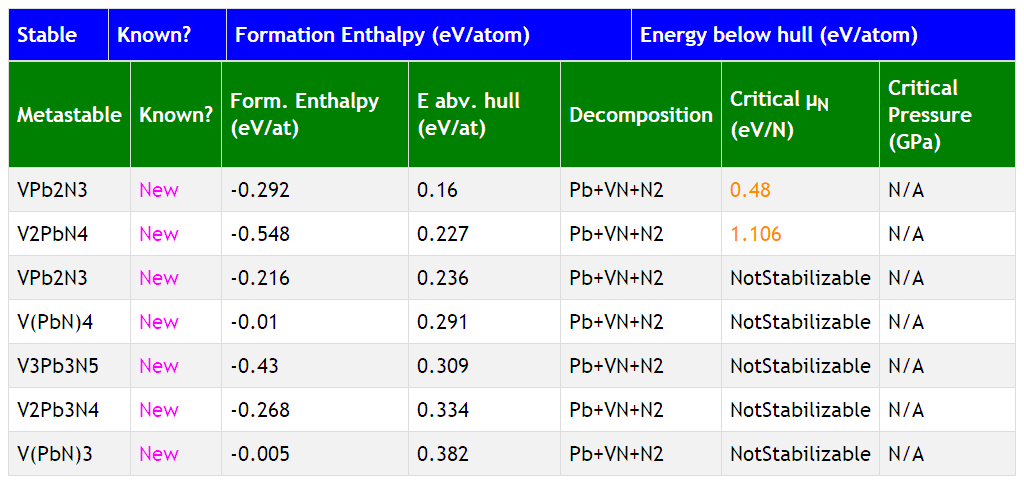 Stable Known? Formation Enthalpy (eV/atom) Energy below hull (eV/atom)
Metastable Known? Form. Enthalpy (eV/at) E abv. hull (eV/at) Decomposition Critical μN (eV/N) Critical Pressure (GPa)
VPb2N3 New -0.292 0.16 Pb+VN+N2 0.48 N/A
V2PbN4 New -0.548 0.227 Pb+VN+N2 1.106 N/A
VPb2N3 New -0.216 0.236 Pb+VN+N2 NotStabilizable N/A
V(PbN)4 New -0.01 0.291 Pb+VN+N2 NotStabilizable N/A
V3Pb3N5 New -0.43 0.309 Pb+VN+N2 NotStabilizable N/A
V2Pb3N4 New -0.268 0.334 Pb+VN+N2 NotStabilizable N/A
V(PbN)3 New -0.005 0.382 Pb+VN+N2 NotStabilizable N/A